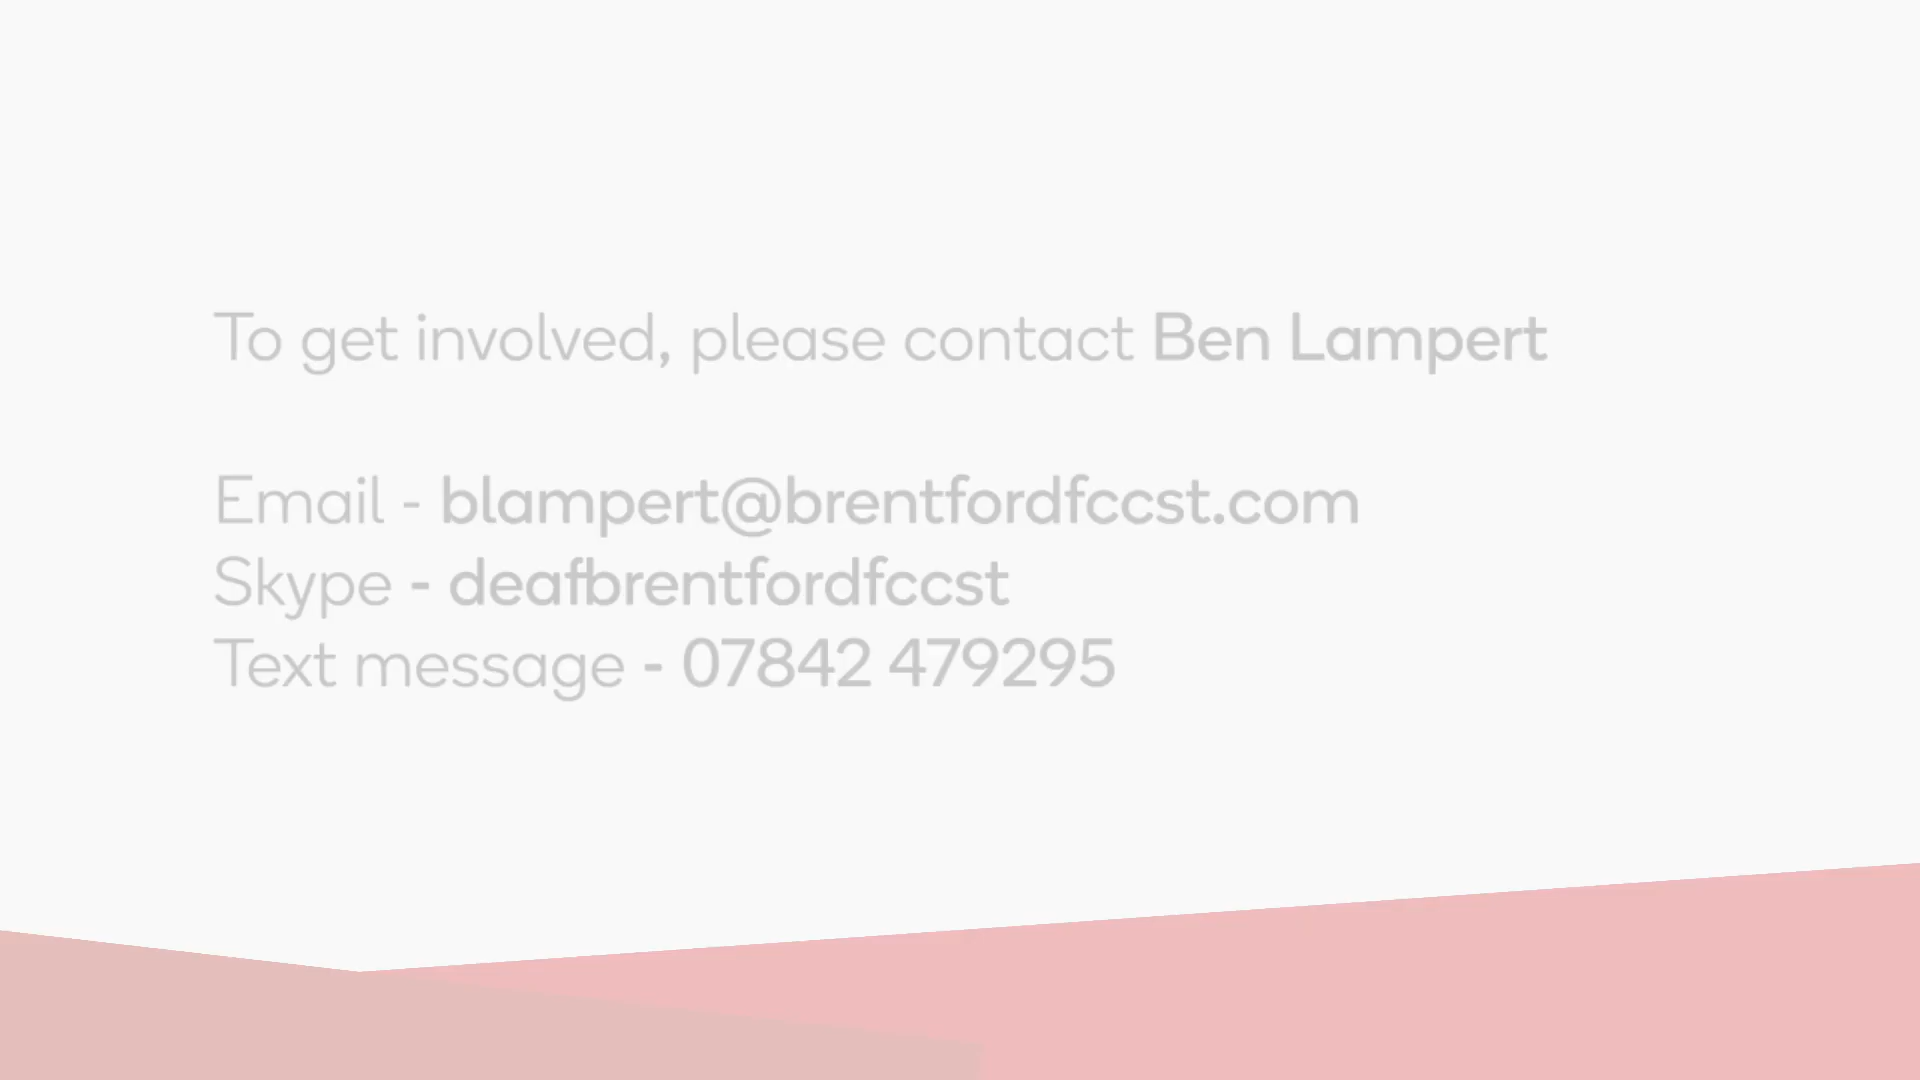 To get involved, please contact Ben Lampert
Email - blampert@brentfordfccst.com
Skype - deafbrentfordfccst
Text message - 07842 479295